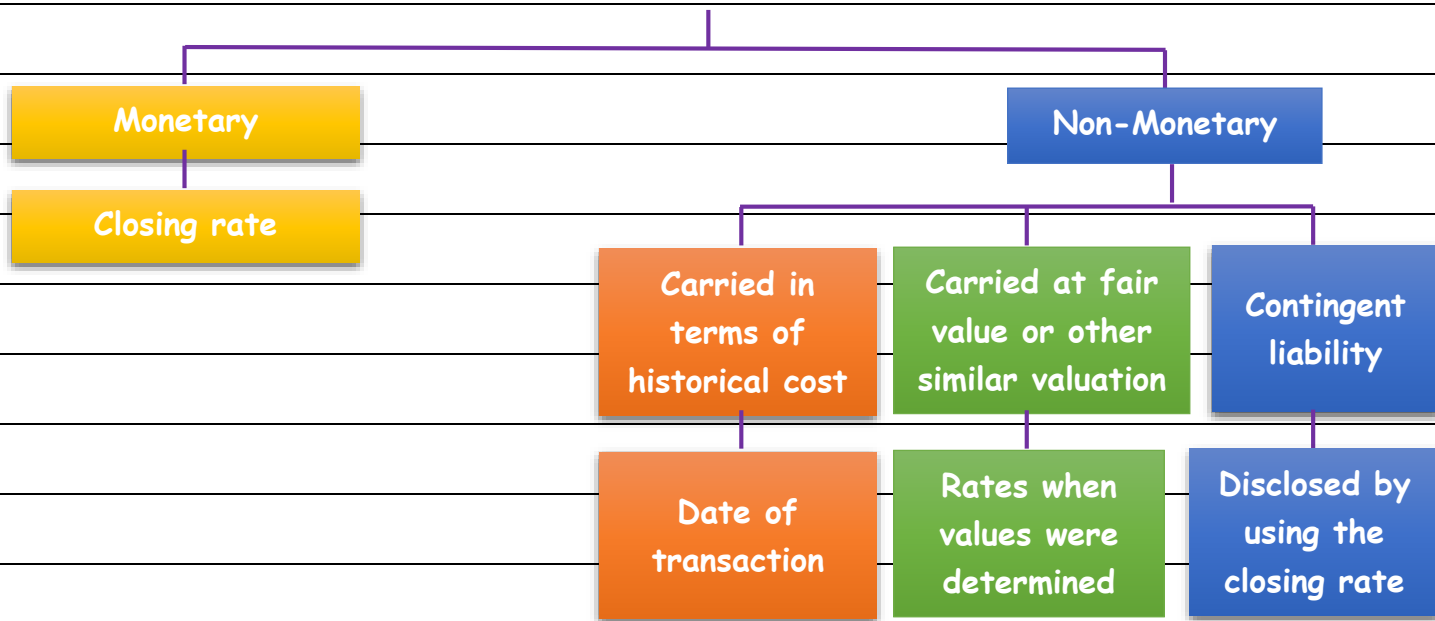 Monetary
Non-Monetary
Closing rate
Carried in
terms of
historical cost
Carried at fair
value or other
similar valuation
Contingent
liability
Date of
transaction
Rates when
values were
determined
Disclosed by
using the
closing rate